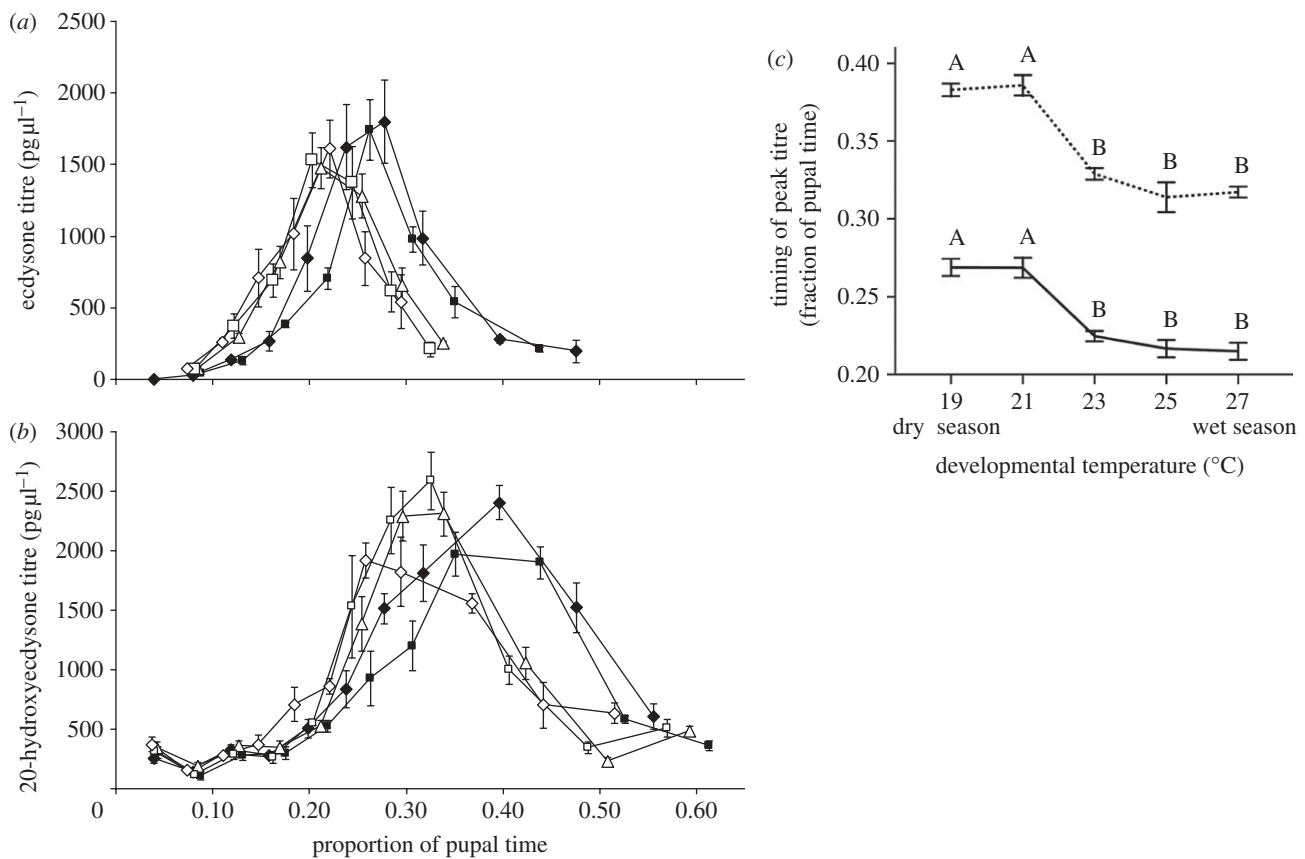 (a)
2500
2000
1500
1000
500
0
ecdysone titre (pg µl⁻¹)
(b)
3000
2500
2000
1500
1000
500
0
20-hydroxyecdysone titre (pg µl⁻¹)
0.10 0.20 0.30 0.40 0.50 0.60
proportion of pupal time
(c)
0.40
0.35
0.30
0.25
0.20
timing of peak titre
(fraction of pupal time)
A A B B B
A A B B B
19 21 23 25 27
dry season wet season
developmental temperature (°C)